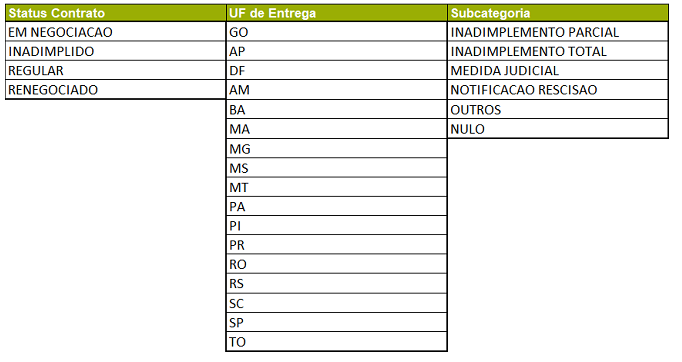 Status Contrato UF de Entrega Subcategoria
EM NEGOCIACAO GO INADIMPLEMENTO PARCIAL
INADIMPLIDO AP INADIMPLEMENTO TOTAL
REGULAR DF MEDIDA JUDICIAL
RENEGOCIADO AM NOTIFICACAO RESCISAO
BA OUTROS
MA NULO
MG
MS
MT
PA
PI
PR
RO
RS
SC
SP
TO